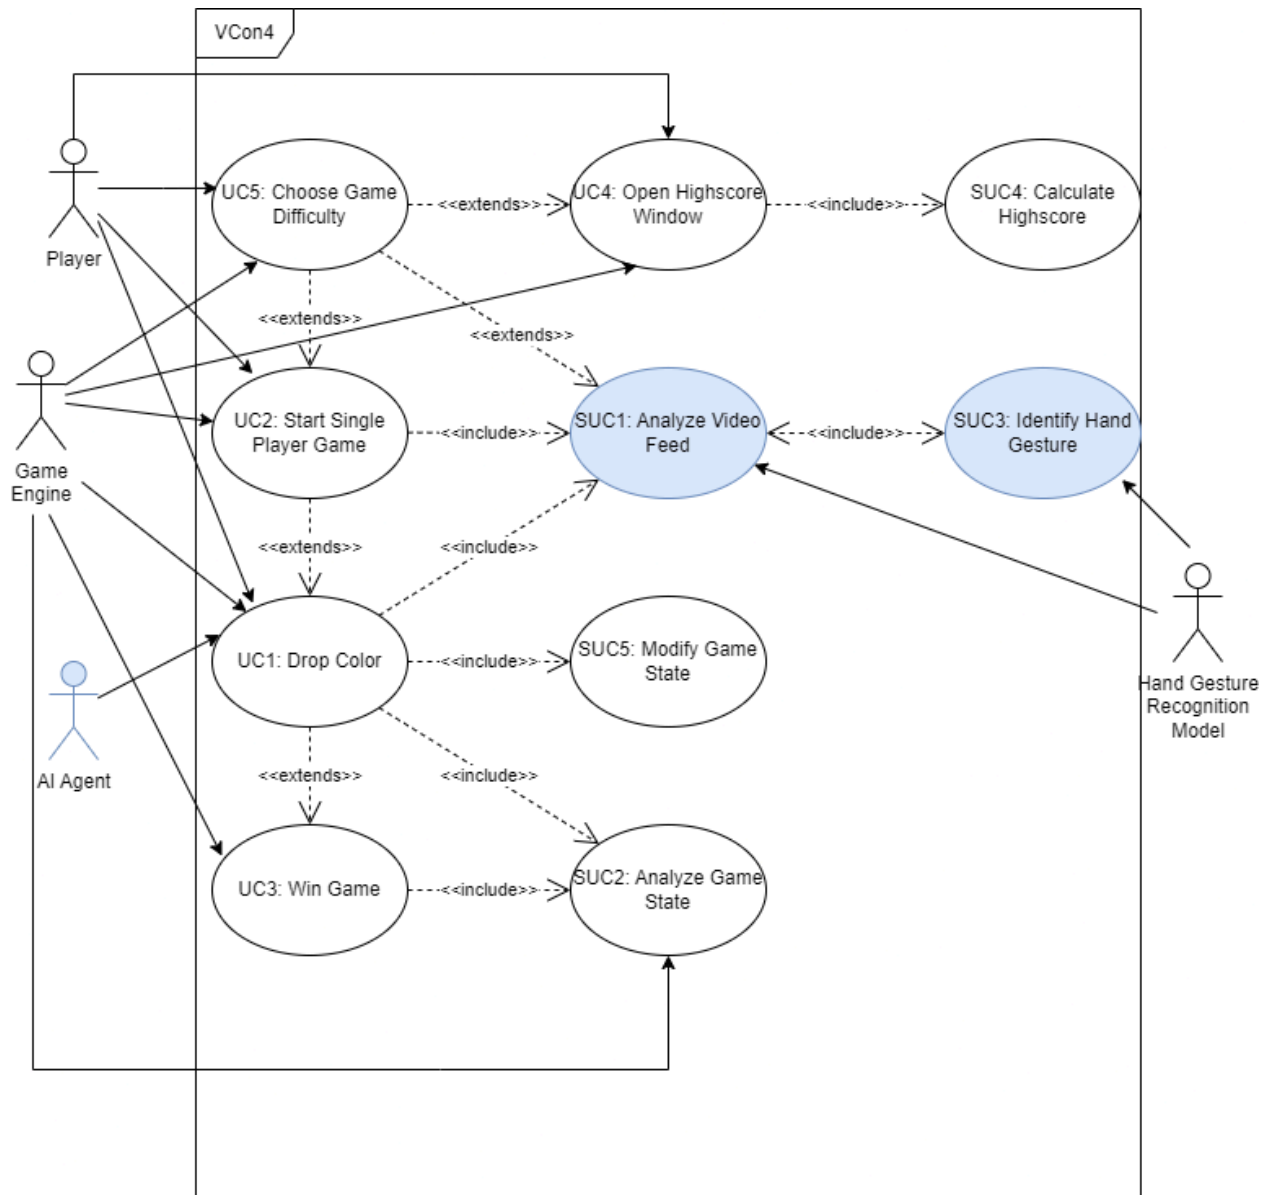 VCon4
UC5: Choose Game
Difficulty
<<extends>>
UC4: Open Highscore
Window
<<include>>
SUC4: Calculate
Highscore
Player
<<extends>>
<<extends>>
UC2: Start Single
Player Game
<<include>>
SUC1: Analyze Video
Feed
<<include>>
SUC3: Identify Hand
Gesture
Game
Engine
<<extends>>
<<include>>
UC1: Drop Color
<<include>>
SUC5: Modify Game
State
Hand Gesture
Recognition
Model
AI Agent
<<extends>>
<<include>>
UC3: Win Game
<<include>>
SUC2: Analyze Game
State